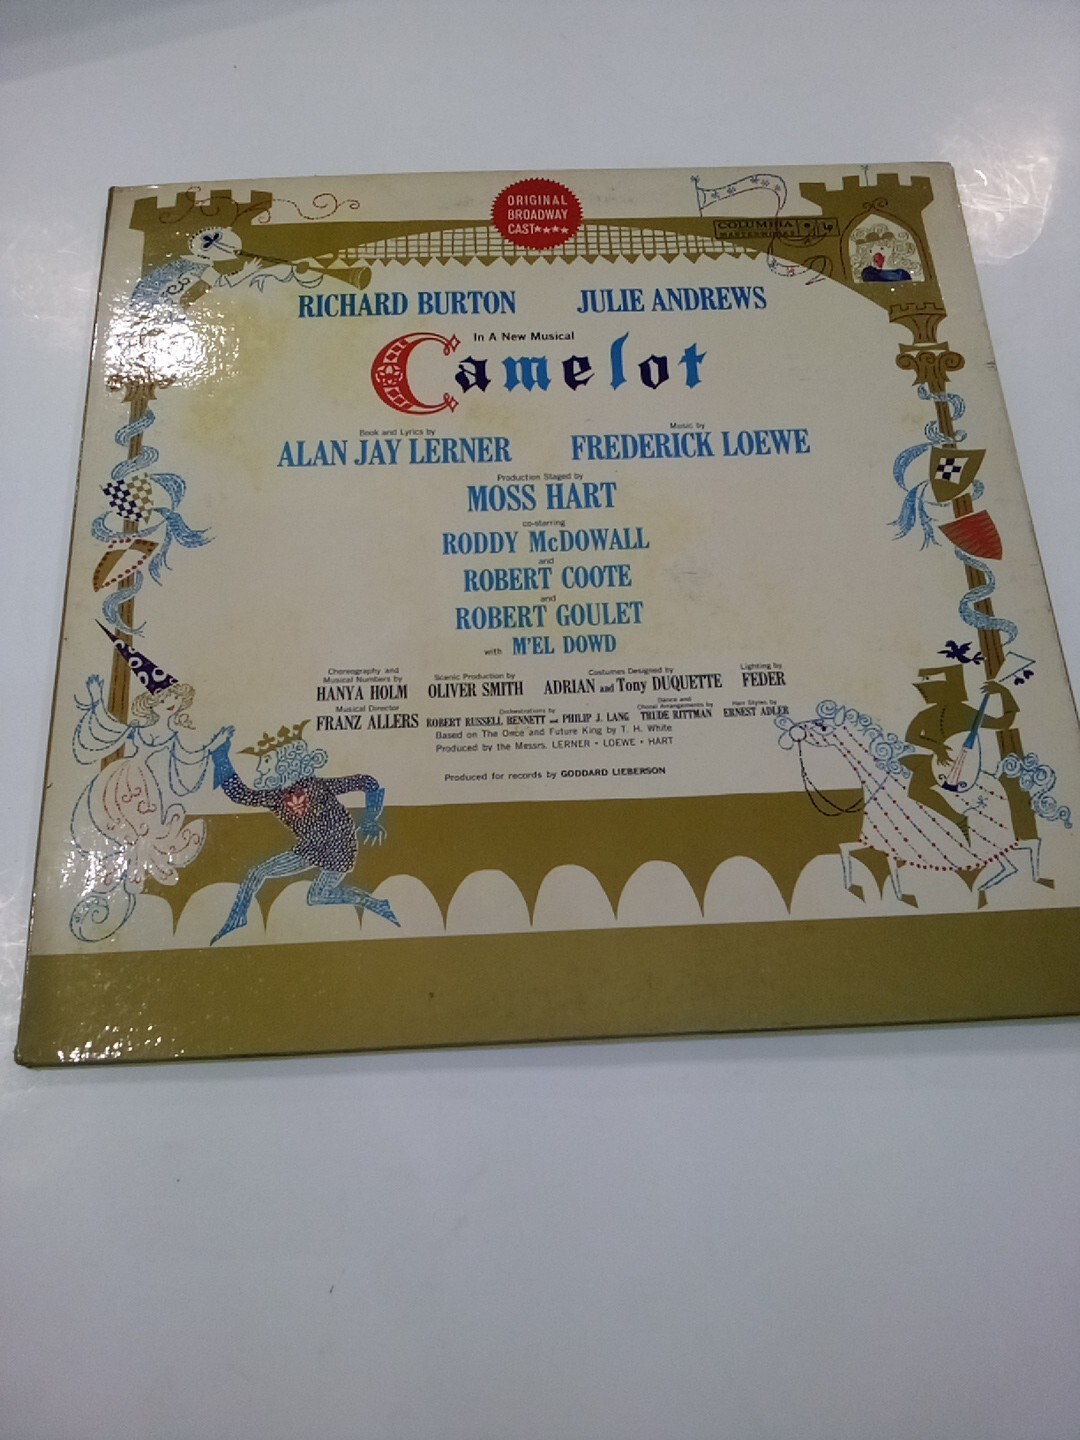 ORIGINAL
BROADWAY
CAST★★★★
COLUMBIA
MASTERWORKS
RICHARD BURTON JULIE ANDREWS
In A New Musical
Camelot
Book and Lyrics by Music by
ALAN JAY LERNER FREDERICK LOEWE
Production Staged by
MOSS HART
co-starring
RODDY McDOWALL
and
ROBERT COOTE
and
ROBERT GOULET
with M'EL DOWD
Choreography and
Musical Numbers by
HANYA HOLM
Scenic Production by
OLIVER SMITH
Costumes Designed by
ADRIAN and Tony DUQUETTE
Lighting by
FEDER
Musical Director
FRANZ ALLERS
Orchestrations by
ROBERT RUSSELL BENNETT and PHILIP J. LANG
Dance and
Choral Arrangements by
TRUDE RITTMAN
Hair Styles by
ERNEST ADLER
Based on The Once and Future King by T. H. White
Produced by the Messrs. LERNER • LOEWE • HART
Produced for records by GODDARD LIEBERSON